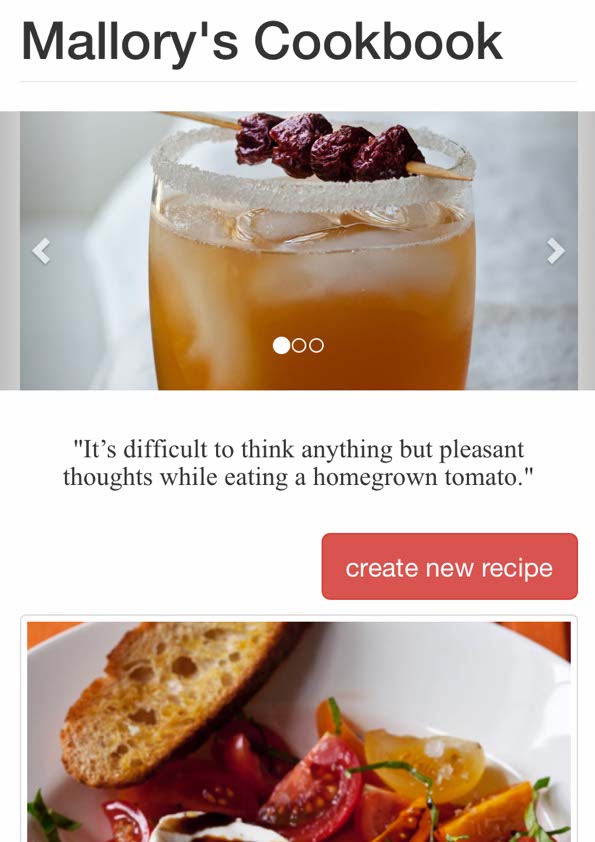 Mallory's Cookbook
"It’s difficult to think anything but pleasant
thoughts while eating a homegrown tomato."
create new recipe